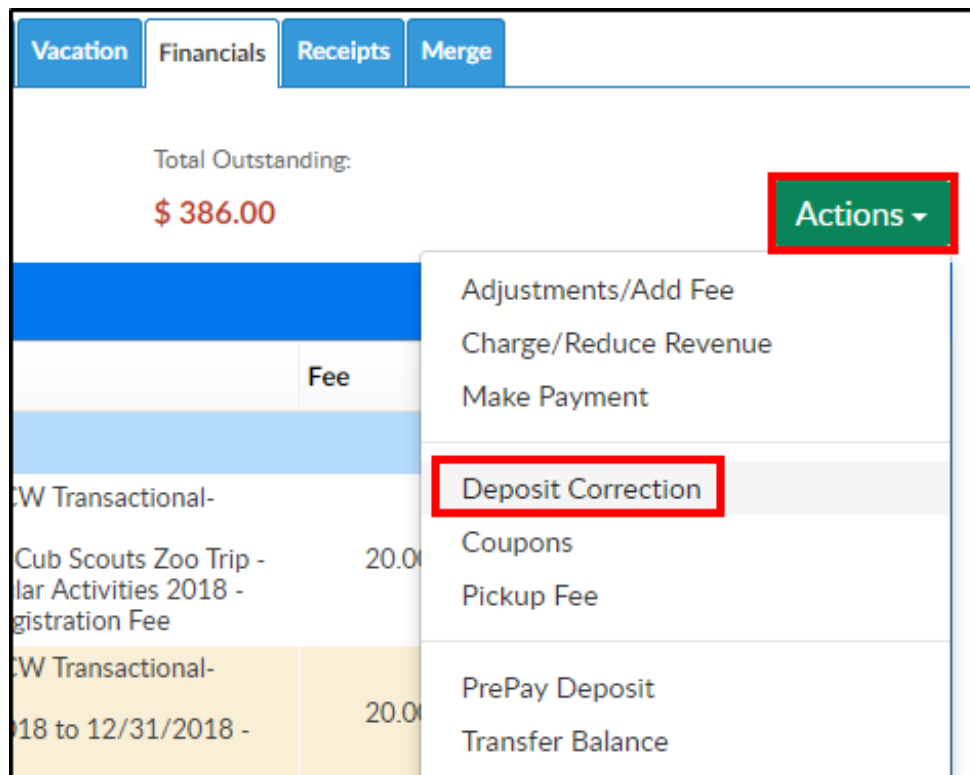 Vacation Financials Receipts Merge
Total Outstanding:
$ 386.00
Actions
Adjustments/Add Fee
Charge/Reduce Revenue
Make Payment
Deposit Correction
Coupons
Pickup Fee
PrePay Deposit
Transfer Balance
Fee
CW Transactional-
Cub Scouts Zoo Trip -
lar Activities 2018 -
gistration Fee
20.00
CW Transactional-
018 to 12/31/2018 -
20.00